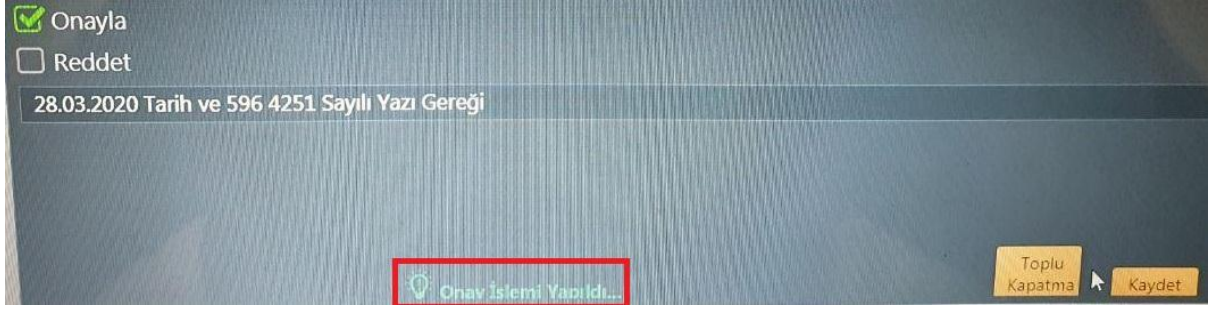 Onayla
Reddet
28.03.2020 Tarih ve 596 4251 Sayılı Yazı Gereği
Onay İşlemi Yapıldı...
Toplu
Kapatma
Kaydet